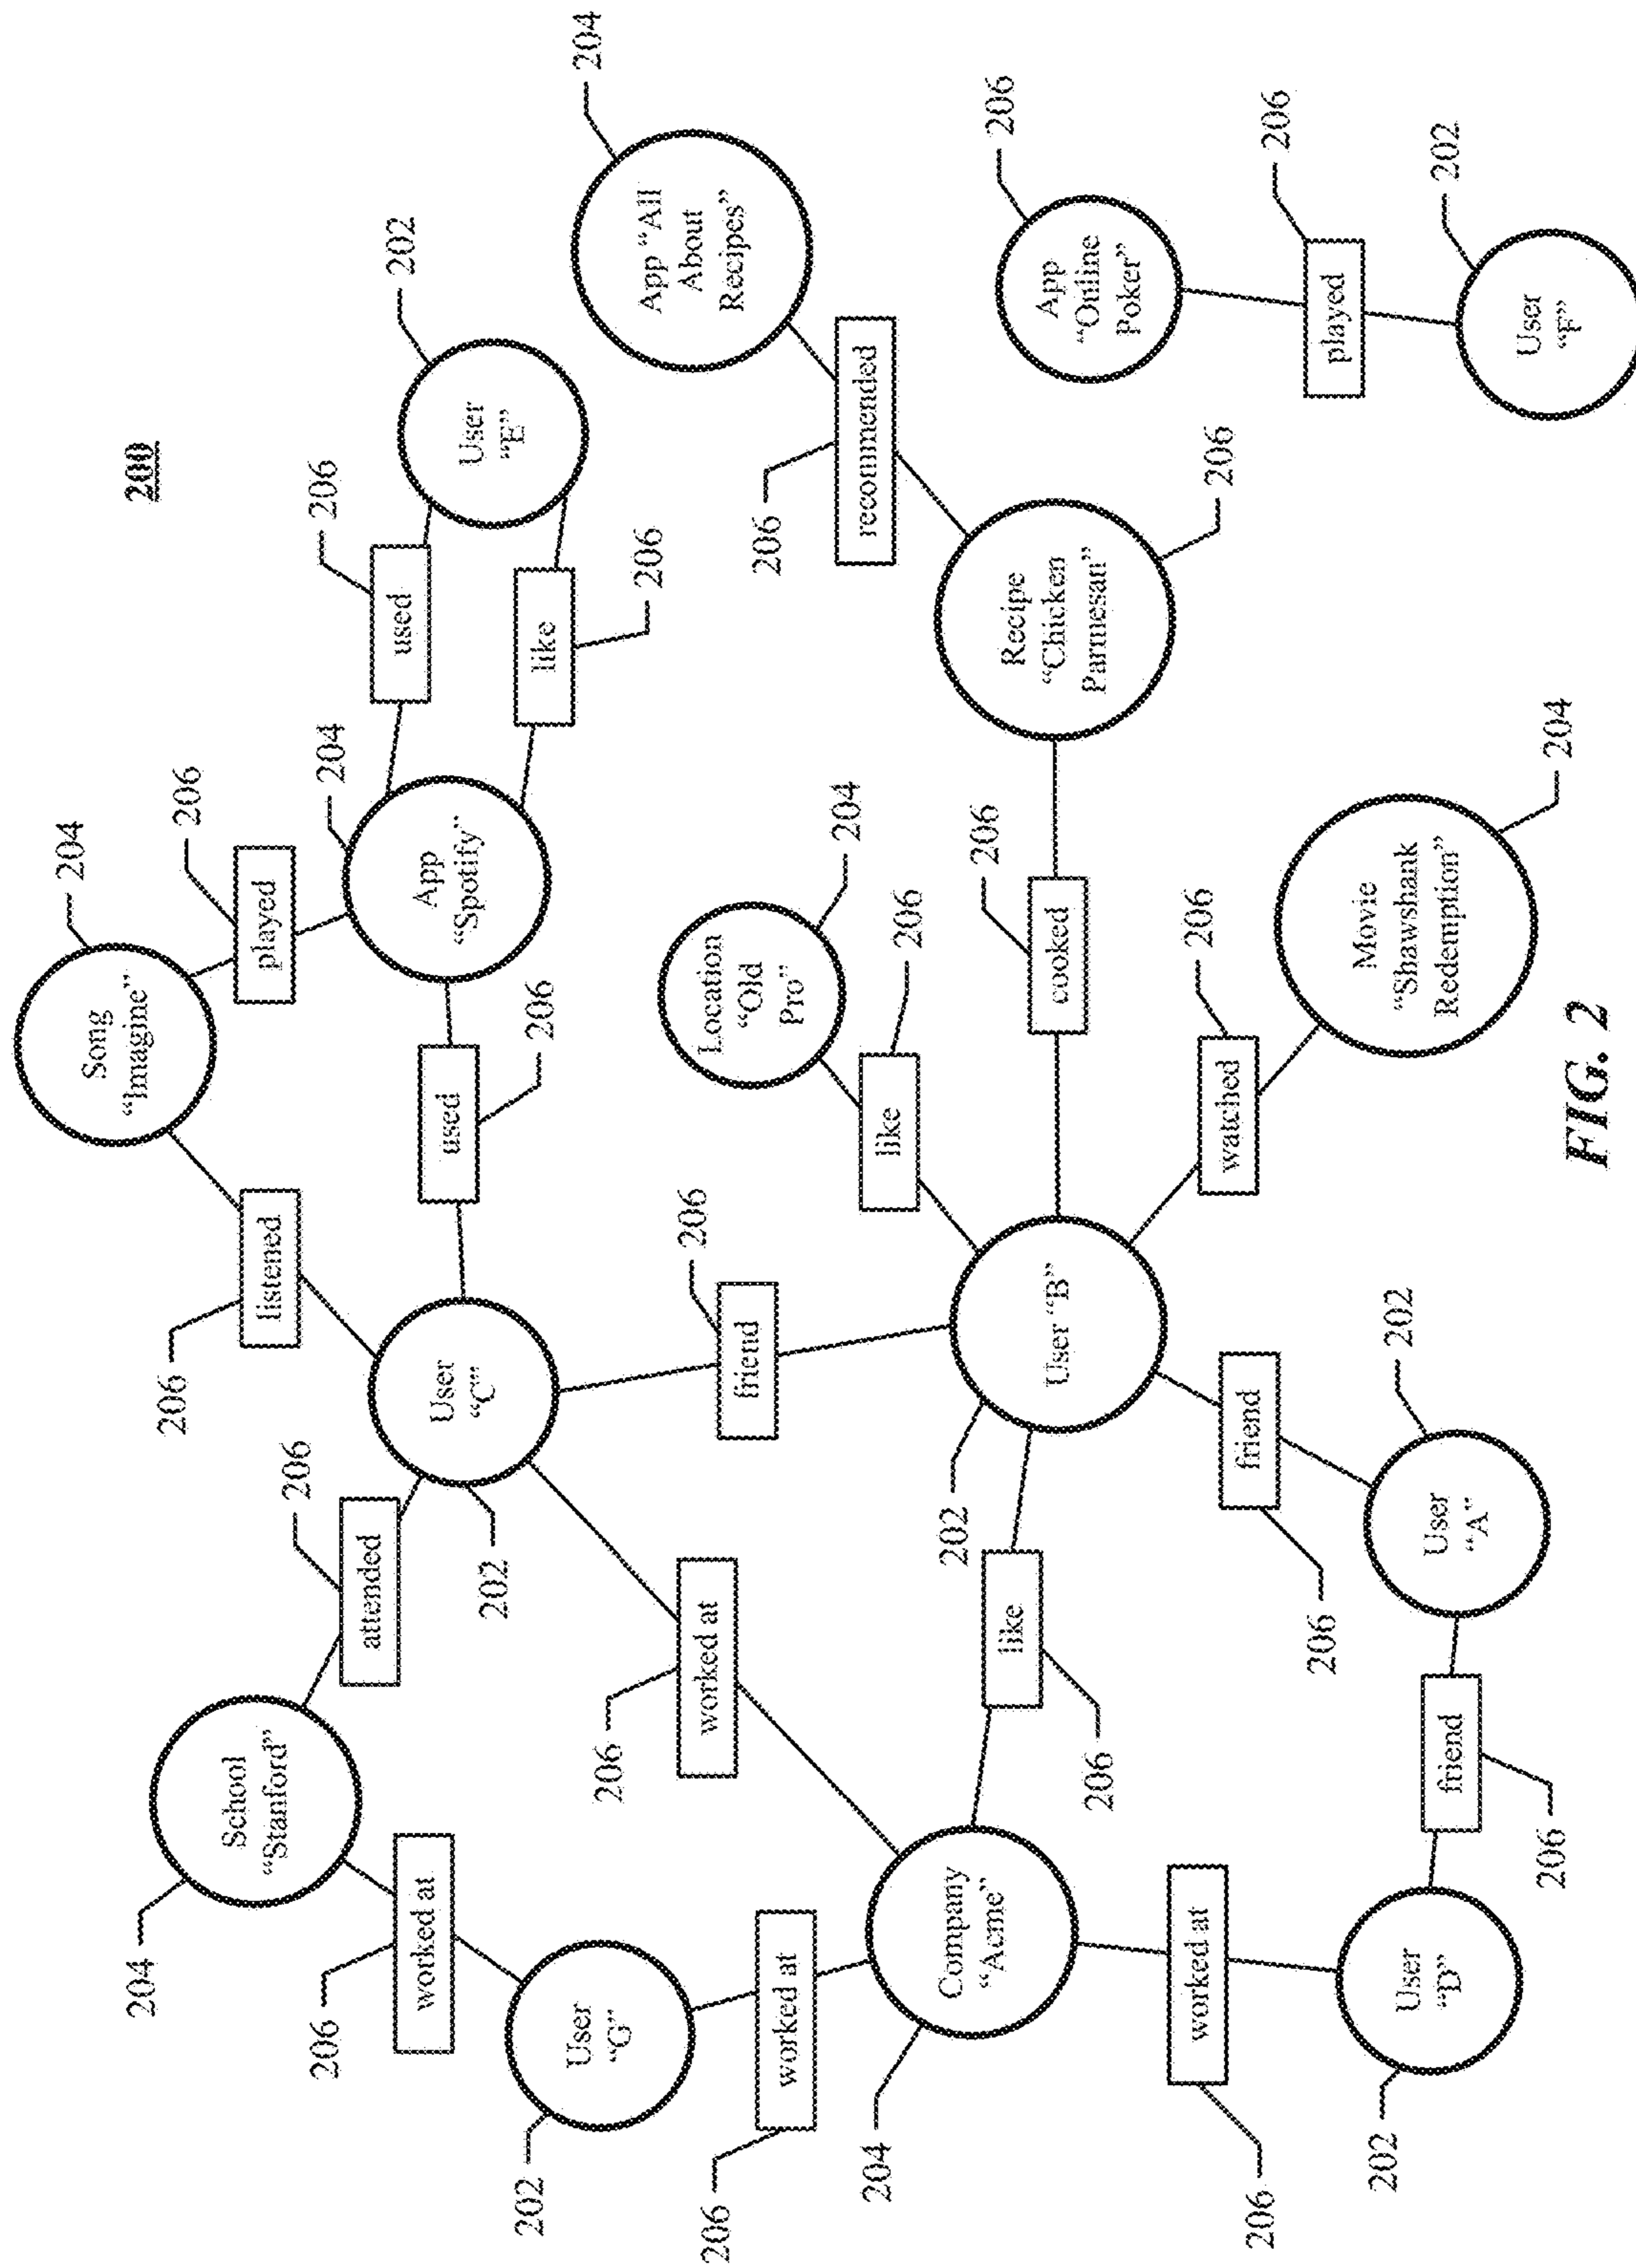 Song
“Imagine”
204
200
204
206
206
School
“Stanford”
listened
played
206
206
206
attended
204
used
202
worked at
User
“C”
App
“Spotify”
User
“E”
used
202
206
202
like
User
“G”
204
206
206
206
App “All
About
Recipes”
206
worked at
friend
Location
“Old
Pro”
206
worked at
204
206
recommended
204
like
206
Company
“Acme”
202
206
206
like
User “B”
cooked
Recipe
“Chicken
Parmesan”
App
“Online
Poker”
206
worked at
206
206
206
friend
watched
206
206
played
202
202
User
“D”
friend
User
“A”
Movie
“Shawshank
Redemption”
202
206
204
User
“F”
FIG. 2